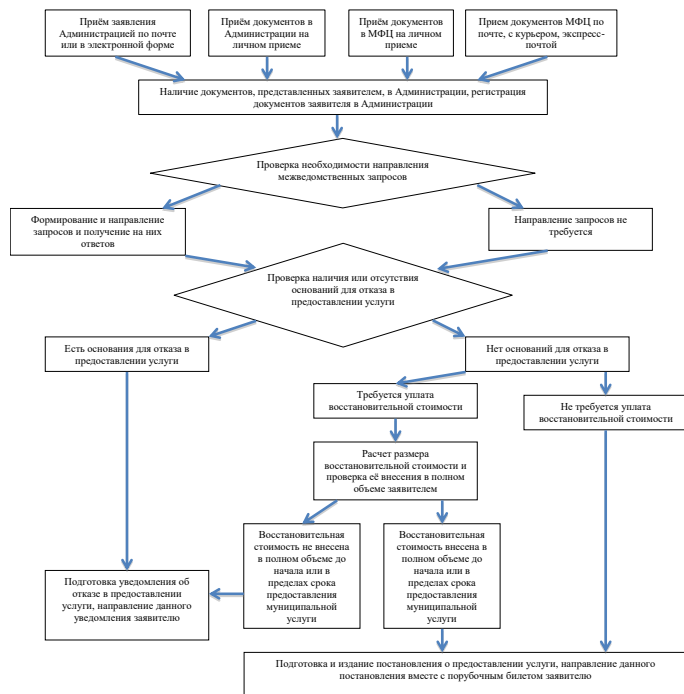 Приём заявления
Администрацией по почте
или в электронной форме
Приём документов в
Администрации на
личном приеме
Приём документов
в МФЦ на личном
приеме
Прием документов МФЦ по
почте, с курьером, экспресс-
почтой
Наличие документов, представленных заявителем, в Администрации, регистрация
документов заявителя в Администрации
Проверка необходимости направления
межведомственных запросов
Формирование и направление
запросов и получение на них
ответов
Направление запросов не
требуется
Проверка наличия или отсутствия
оснований для отказа в
предоставлении услуги
Есть основания для отказа в
предоставлении услуги
Нет оснований для отказа в
предоставлении услуги
Требуется уплата
восстановительной стоимости
Не требуется уплата
восстановительной стоимости
Расчет размера
восстановительной стоимости и
проверка её внесения в полном
объеме заявителем
Восстановительная
стоимость не внесена
в полном объеме до
начала или в
пределах срока
предоставления
муниципальной
услуги
Восстановительная
стоимость внесена в
полном объеме до
начала или в
пределах срока
предоставления
муниципальной
услуги
Подготовка уведомления об
отказе в предоставлении
услуги, направление данного
уведомления заявителю
Подготовка и издание постановления о предоставлении услуги, направление данного
постановления вместе с порубочным билетом заявителю